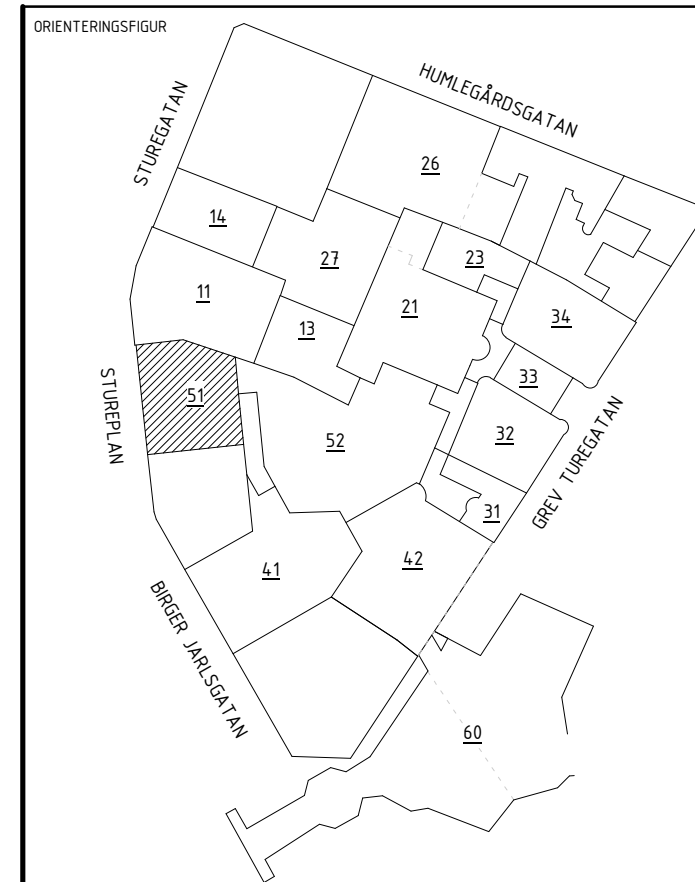 ORIENTERINGSFIGUR
HUMLEGÅRDSGATAN
STUREGATAN
26
14
27
23
11
21
34
13
33
51
STUREPLAN
52
32
GREV TUREGATAN
31
42
41
BIRGER JARLSGATAN
60